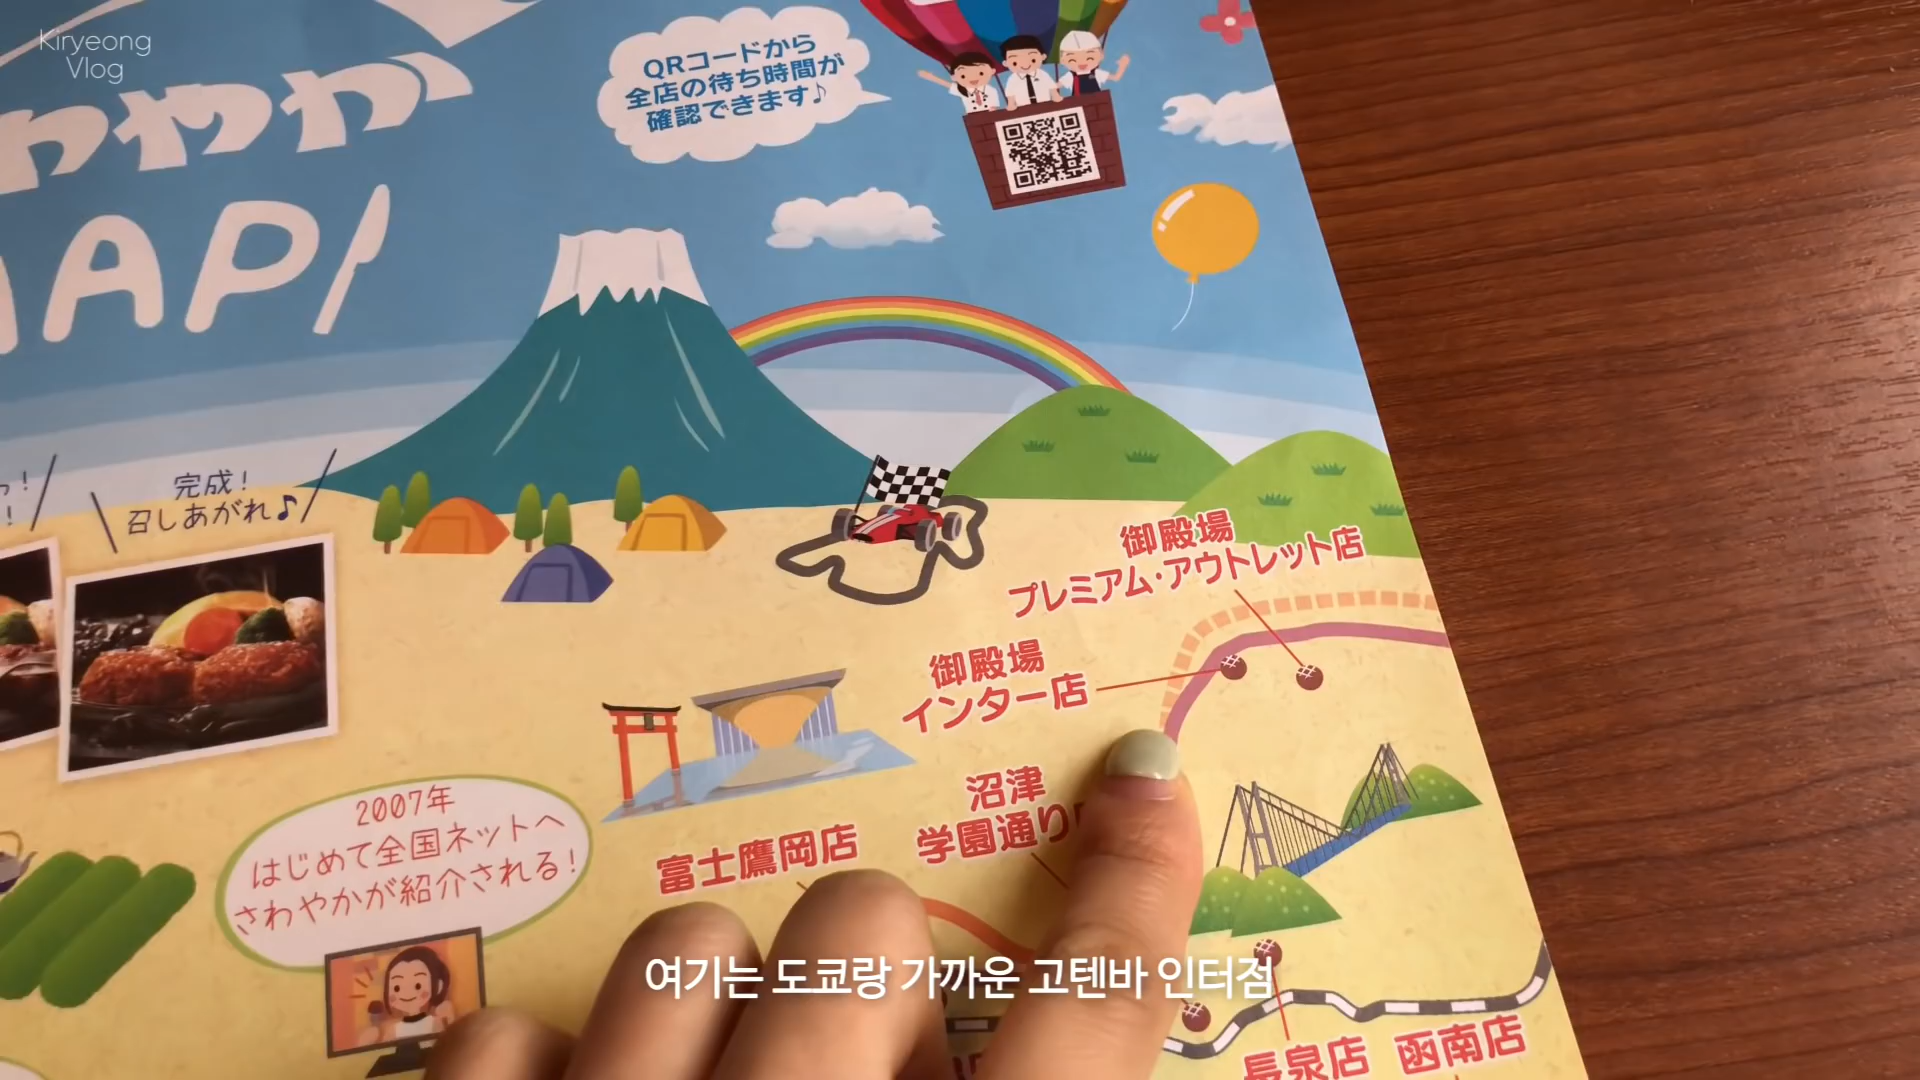 Kiryeong
Vlog
わやか
MAP
QRコードから
全店の待ち時間が
確認できます♪
完成！
召しあがれ♪
御殿場
プレミアム・アウトレット店
御殿場
インター店
沼津
学園通り
富士鷹岡店
2007年
はじめて全国ネットへ
さわやかが紹介される！
여기는 도쿄랑 가까운 고텐바 인터점
長泉店
函南店